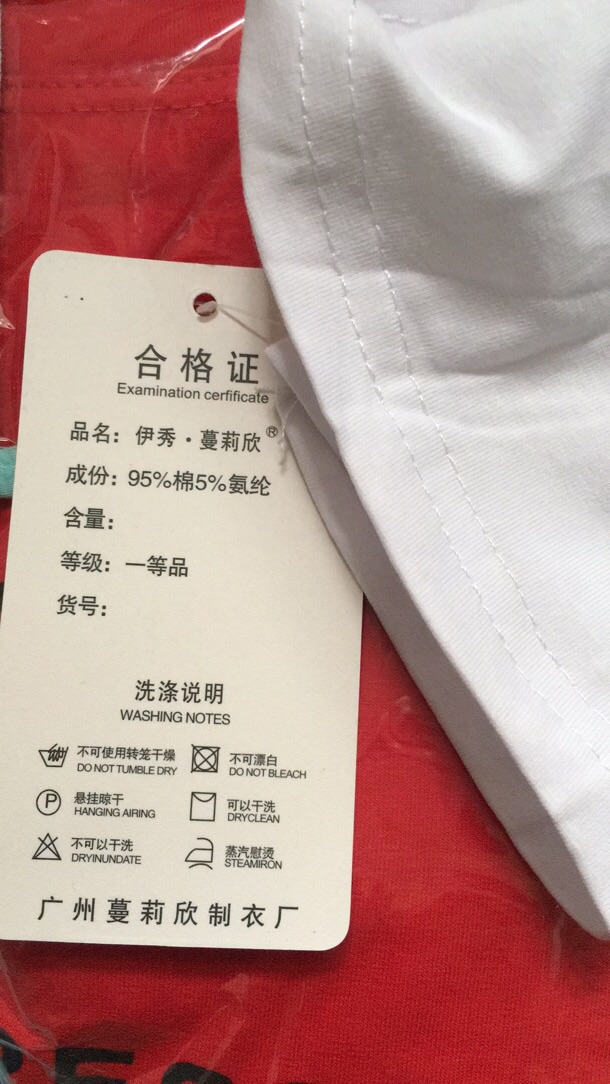 合格证
Examination cerfificate
品名：伊秀·蔓莉欣®
成份：95%棉5%氨纶
含量：
等级：一等品
货号：
洗涤说明
WASHING NOTES
不可使用转笼干燥
DO NOT TUMBLE DRY
不可漂白
DO NOT BLEACH
P
悬挂晾干
HANGING AIRING
可以干洗
DRYCLEAN
不可以干洗
DRYINUNDATE
蒸汽慰烫
STEAMIRON
广州蔓莉欣制衣厂